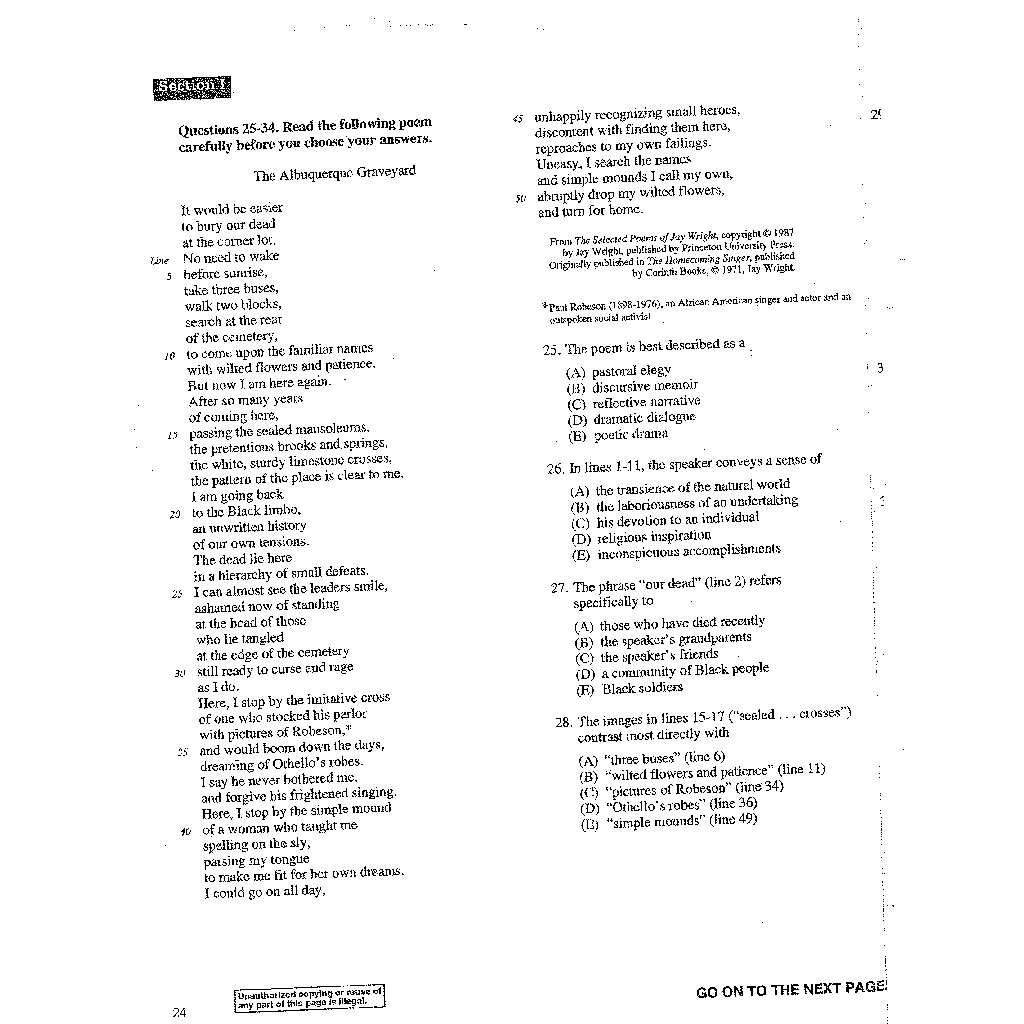 Section I
Questions 25-34. Read the following poem
carefully before you choose your answers.
The Albuquerque Graveyard
It would be easier
to bury our dead
at the corner lot.
Line No need to wake
5 before sunrise,
take three buses,
walk two blocks,
search at the rear
of the cemetery,
10 to come upon the familiar names
with wilted flowers and patience.
But now I am here again.
After so many years
of coming here,
15 passing the sealed mausoleums,
the pretentious brooks and springs,
the white, sturdy limestone crosses,
the pattern of the place is clear to me.
I am going back
20 to the Black limbo,
an unwritten history
of our own tensions.
The dead lie here
in a hierarchy of small defeats.
25 I can almost see the leaders smile,
ashamed now of standing
at the head of those
who lie tangled
at the edge of the cemetery
30 still ready to curse and rage
as I do.
Here, I stop by the imitative cross
of one who stocked his parlor
with pictures of Robeson,*
35 and would boom down the days,
dreaming of Othello's robes.
I say he never bothered me,
and forgive his frightened singing.
Here, I stop by the simple mound
40 of a woman who taught me
spelling on the sly,
parsing my tongue
to make me fit for her own dreams.
I could go on all day,
45 unhappily recognizing small heroes,
discontent with finding them here,
reproaches to my own failings.
Uneasy, I search the names
and simple mounds I call my own,
50 abruptly drop my wilted flowers,
and turn for home.
From The Selected Poems of Jay Wright, copyright © 1987
by Jay Wright, published by Princeton University Press.
Originally published in The Homecoming Singer, published
by Corinth Books, © 1971, Jay Wright.
*Paul Robeson (1898-1976), an African American singer and actor and an
outspoken social activist
25. The poem is best described as a
(A) pastoral elegy
(B) discursive memoir
(C) reflective narrative
(D) dramatic dialogue
(E) poetic drama
26. In lines 1-11, the speaker conveys a sense of
(A) the transience of the natural world
(B) the laboriousness of an undertaking
(C) his devotion to an individual
(D) religious inspiration
(E) inconspicuous accomplishments
27. The phrase "our dead" (line 2) refers
specifically to
(A) those who have died recently
(B) the speaker's grandparents
(C) the speaker's friends
(D) a community of Black people
(E) Black soldiers
28. The images in lines 15-17 ("sealed . . . crosses")
contrast most directly with
(A) "three buses" (line 6)
(B) "wilted flowers and patience" (line 11)
(C) "pictures of Robeson" (line 34)
(D) "Othello's robes" (line 36)
(E) "simple mounds" (line 49)
Unauthorized copying or reuse of
any part of this page is illegal.
GO ON TO THE NEXT PAGE
24